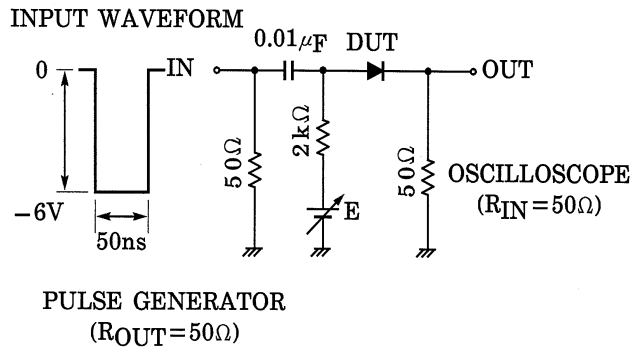 INPUT WAVEFORM
0.01μF
DUT
0
IN
OUT
50Ω
2kΩ
50Ω
OSCILLOSCOPE
(RIN=50Ω)
E
−6V
50ns
PULSE GENERATOR
(ROUT=50Ω)